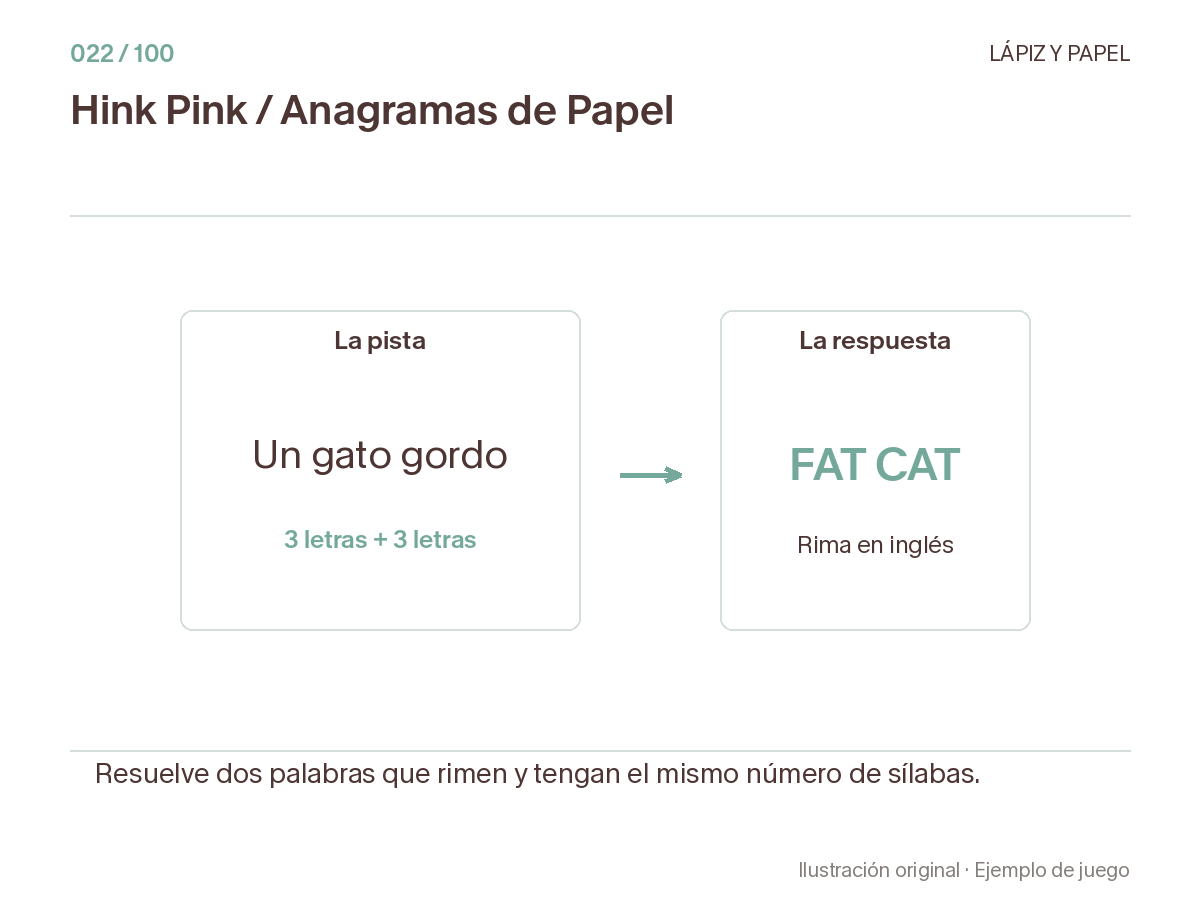 022 / 100
LÁPIZ Y PAPEL
Hink Pink / Anagramas de Papel
La pista
Un gato gordo
3 letras + 3 letras
La respuesta
FAT CAT
Rima en inglés
Resuelve dos palabras que rimen y tengan el mismo número de sílabas.
Ilustración original · Ejemplo de juego